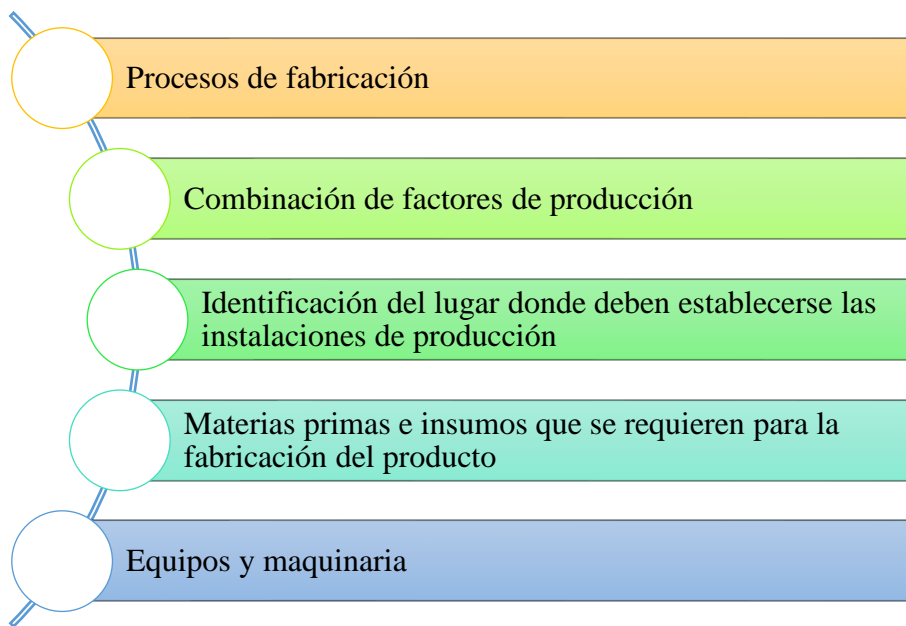 Procesos de fabricación
Combinación de factores de producción
Identificación del lugar donde deben establecerse las
instalaciones de producción
Materias primas e insumos que se requieren para la
fabricación del producto
Equipos y maquinaria